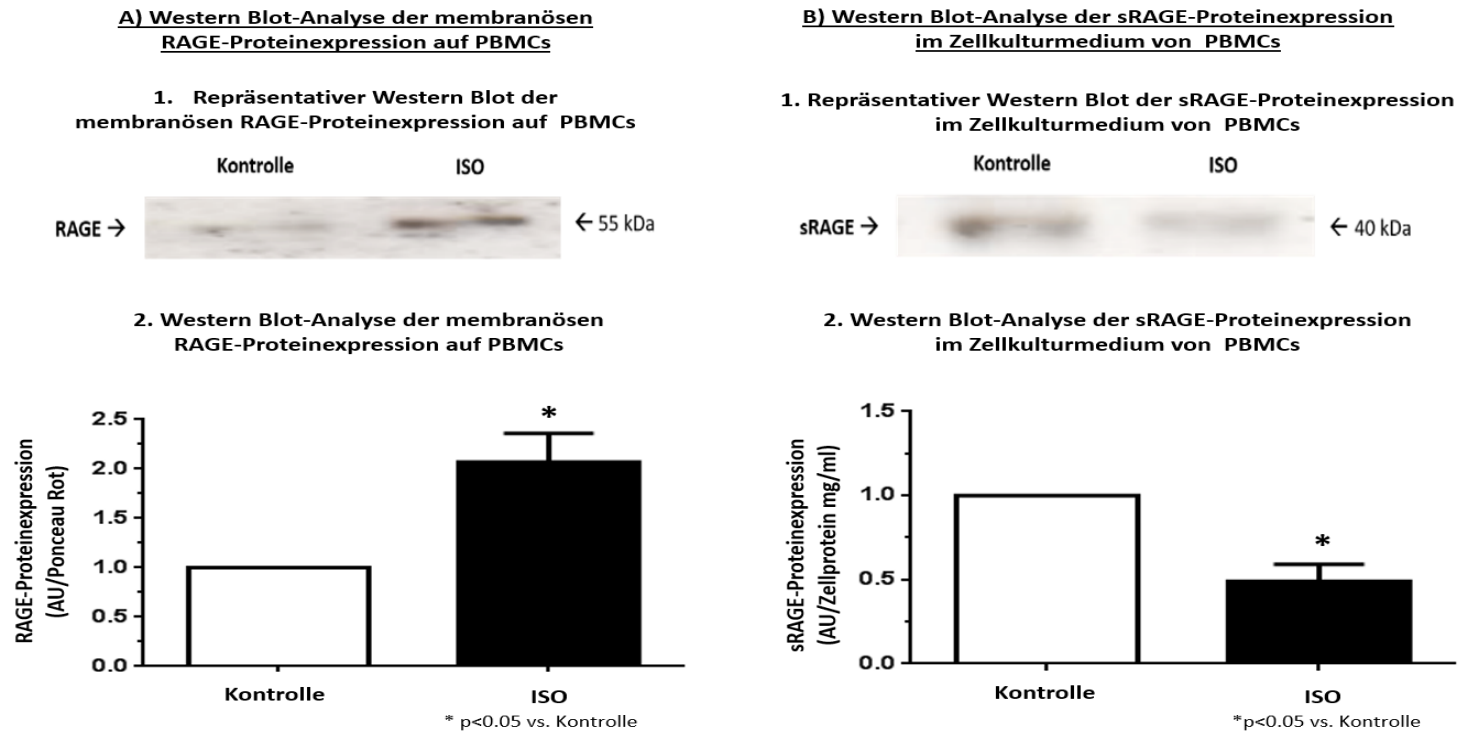 A) Western Blot-Analyse der membranösen
RAGE-Proteinexpression auf PBMCs
1. Repräsentativer Western Blot der
membranösen RAGE-Proteinexpression auf PBMCs
Kontrolle ISO
RAGE → ← 55 kDa
2. Western Blot-Analyse der membranösen
RAGE-Proteinexpression auf PBMCs
RAGE-Proteinexpression
(AU/Ponceau Rot)
2.5
2.0
1.5
1.0
0.5
0.0
*
Kontrolle ISO
* p<0.05 vs. Kontrolle
B) Western Blot-Analyse der sRAGE-Proteinexpression
im Zellkulturmedium von PBMCs
1. Repräsentativer Western Blot der sRAGE-Proteinexpression
im Zellkulturmedium von PBMCs
Kontrolle ISO
sRAGE → ← 40 kDa
2. Western Blot-Analyse der sRAGE-Proteinexpression
im Zellkulturmedium von PBMCs
sRAGE-Proteinexpression
(AU/Zellprotein mg/ml)
1.5
1.0
0.5
0.0
*
Kontrolle ISO
*p<0.05 vs. Kontrolle